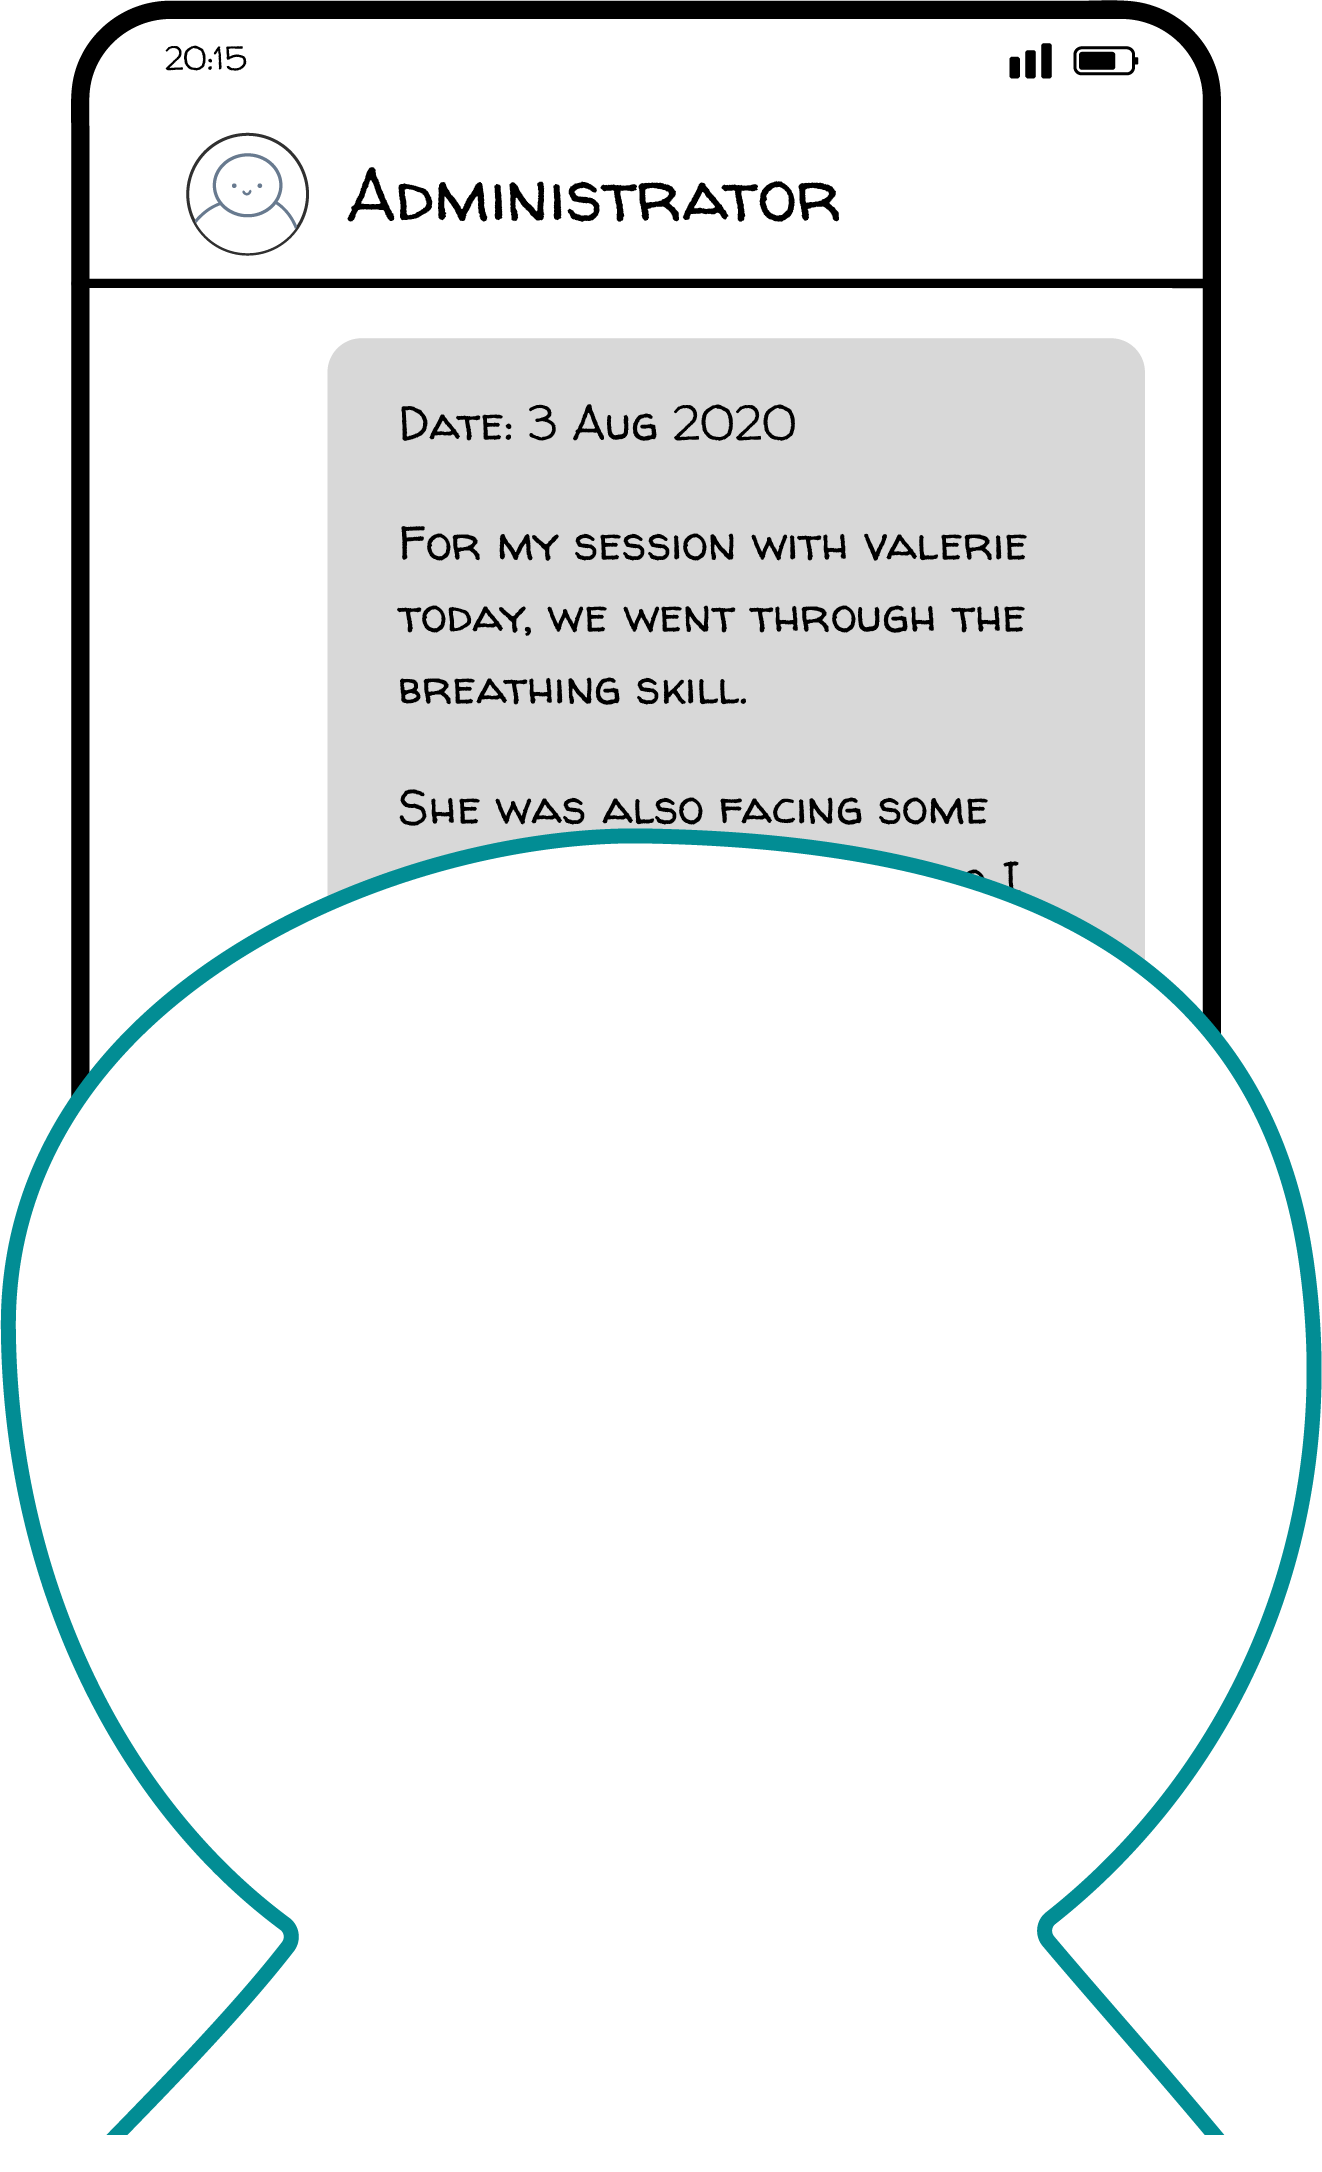 20:15
Administrator
Date: 3 Aug 2020
For my session with valerie
today, we went through the
breathing skill.
She was also facing some
I